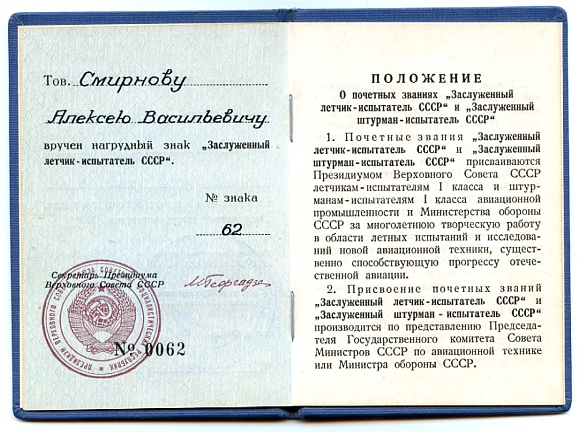 Тов. Смирнову
Алексею Васильевичу
вручен нагрудный знак „Заслуженный
летчик-испытатель СССР".
№ знака
62
Секретарь Президиума
Верховного Совета СССР
М. Георгадзе
№ 0062
ПОЛОЖЕНИЕ
О почетных званиях „Заслуженный
летчик-испытатель СССР" и „Заслуженный
штурман-испытатель СССР"
1. Почетные звания „Заслуженный
летчик-испытатель СССР" и „Заслуженный
штурман-испытатель СССР" присваиваются
Президиумом Верховного Совета СССР
летчикам-испытателям I класса и штур-
манам-испытателям I класса авиационной
промышленности и Министерства обороны
СССР за многолетнюю творческую работу
в области летных испытаний и исследова-
ний новой авиационной техники, сущест-
венно способствующую прогрессу отече-
ственной авиации.
2. Присвоение почетных званий
„Заслуженный летчик-испытатель СССР" и
„Заслуженный штурман - испытатель СССР"
производится по представлению Председа-
теля Государственного комитета Совета
Министров СССР по авиационной технике
или Министра обороны СССР.